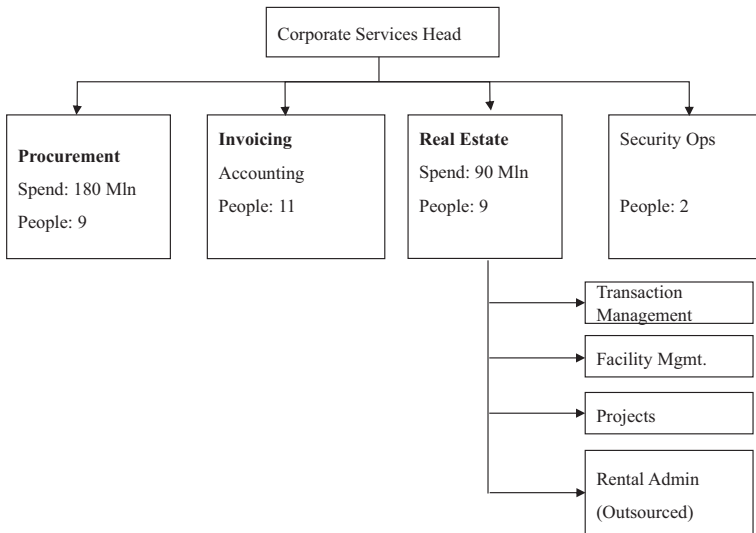 Corporate Services Head
Procurement
Spend: 180 Mln
People: 9
Invoicing
Accounting
People: 11
Real Estate
Spend: 90 Mln
People: 9
Security Ops
People: 2
Transaction
Management
Facility Mgmt.
Projects
Rental Admin
(Outsourced)